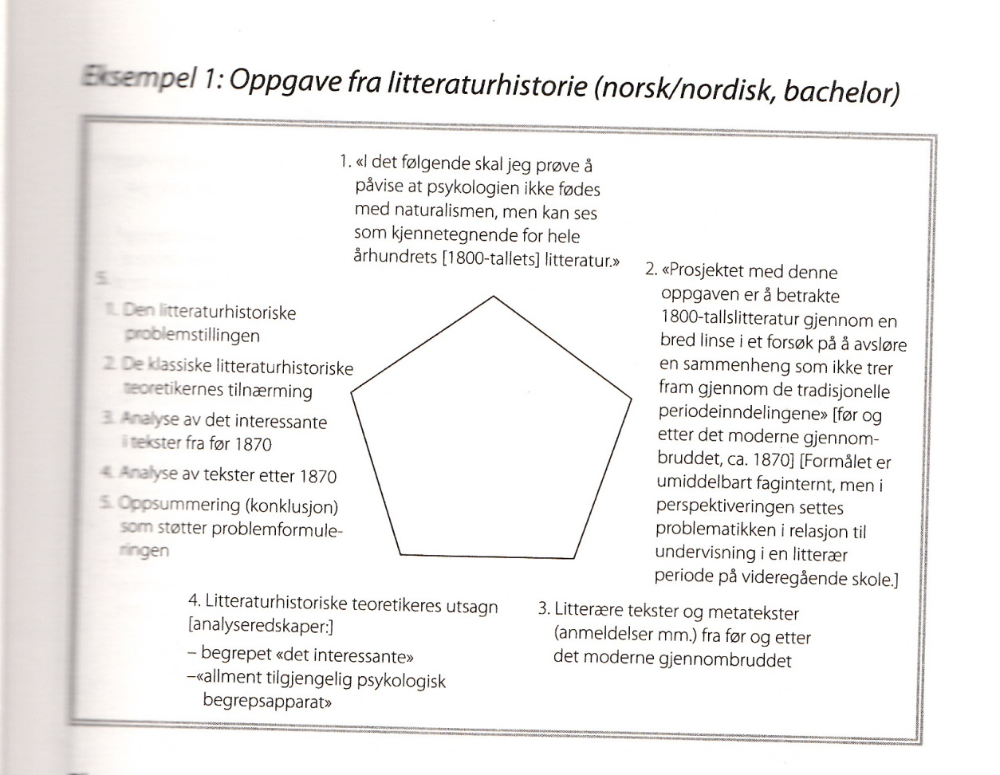 Eksempel 1: Oppgave fra litteraturhistorie (norsk/nordisk, bachelor)
1. «I det følgende skal jeg prøve å
påvise at psykologien ikke fødes
med naturalismen, men kan ses
som kjennetegnende for hele
århundrets [1800-tallets] litteratur.»
2. «Prosjektet med denne
oppgaven er å betrakte
1800-tallslitteratur gjennom en
bred linse i et forsøk på å avsløre
en sammenheng som ikke trer
fram gjennom de tradisjonelle
periodeinndelingene» [før og
etter det moderne gjennom-
bruddet, ca. 1870] [Formålet er
umiddelbart faginternt, men i
perspektiveringen settes
problematikken i relasjon til
undervisning i en litterær
periode på videregående skole.]
3. Litterære tekster og metatekster
(anmeldelser mm.) fra før og etter
det moderne gjennombruddet
4. Litteraturhistoriske teoretikeres utsagn
[analyseredskaper:]
– begrepet «det interessante»
–«allment tilgjengelig psykologisk
begrepsapparat»
5.
1. Den litteraturhistoriske
problemstillingen
2. De klassiske litteraturhistoriske
teoretikernes tilnærming
3. Analyse av det interessante
i tekster fra før 1870
4. Analyse av tekster etter 1870
5. Oppsummering (konklusjon)
som støtter problemformule-
ringen